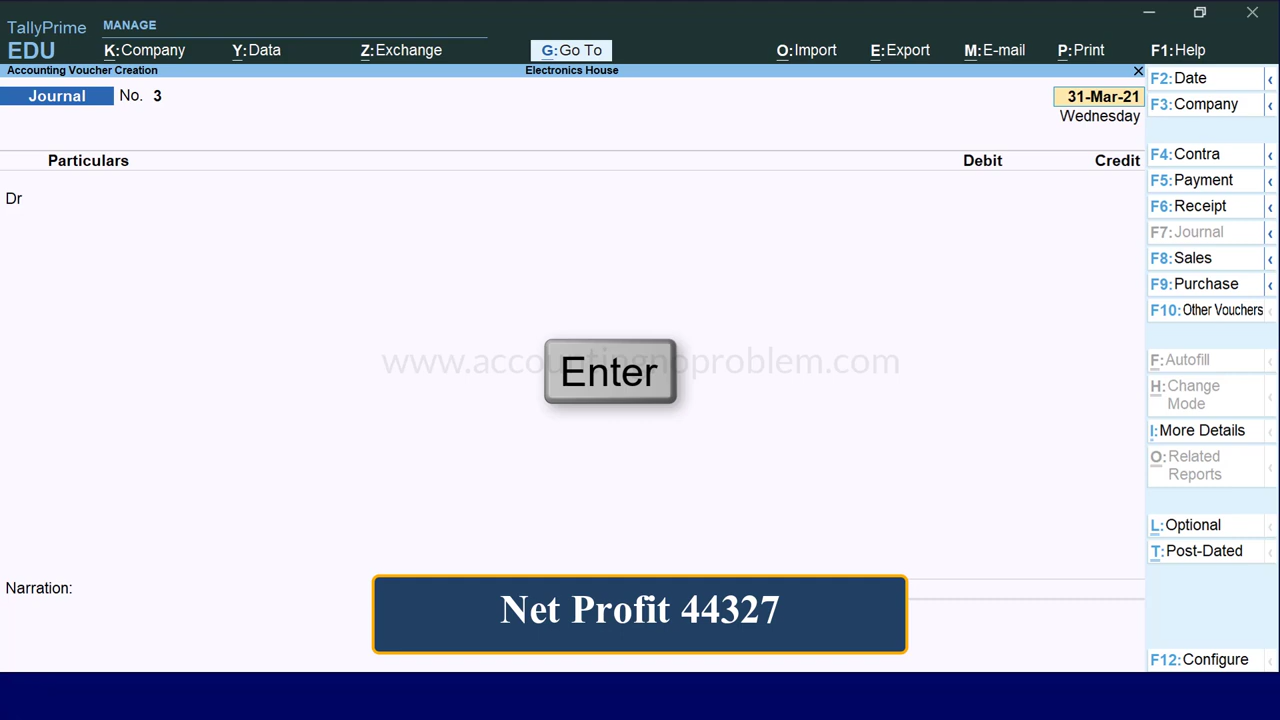 TallyPrime
EDU
MANAGE
K:Company Y:Data Z:Exchange G:Go To O:Import E:Export M:E-mail P:Print F1:Help
Accounting Voucher Creation Electronics House
Journal No. 3
31-Mar-21
Wednesday
Particulars Debit Credit
Dr
www.accountingnoproblem.com
Enter
Narration:
Net Profit 44327
F2:Date
F3:Company
F4:Contra
F5:Payment
F6:Receipt
F7:Journal
F8:Sales
F9:Purchase
F10:Other Vouchers
F:Autofill
H:Change
Mode
I:More Details
O:Related
Reports
L:Optional
T:Post-Dated
F12:Configure